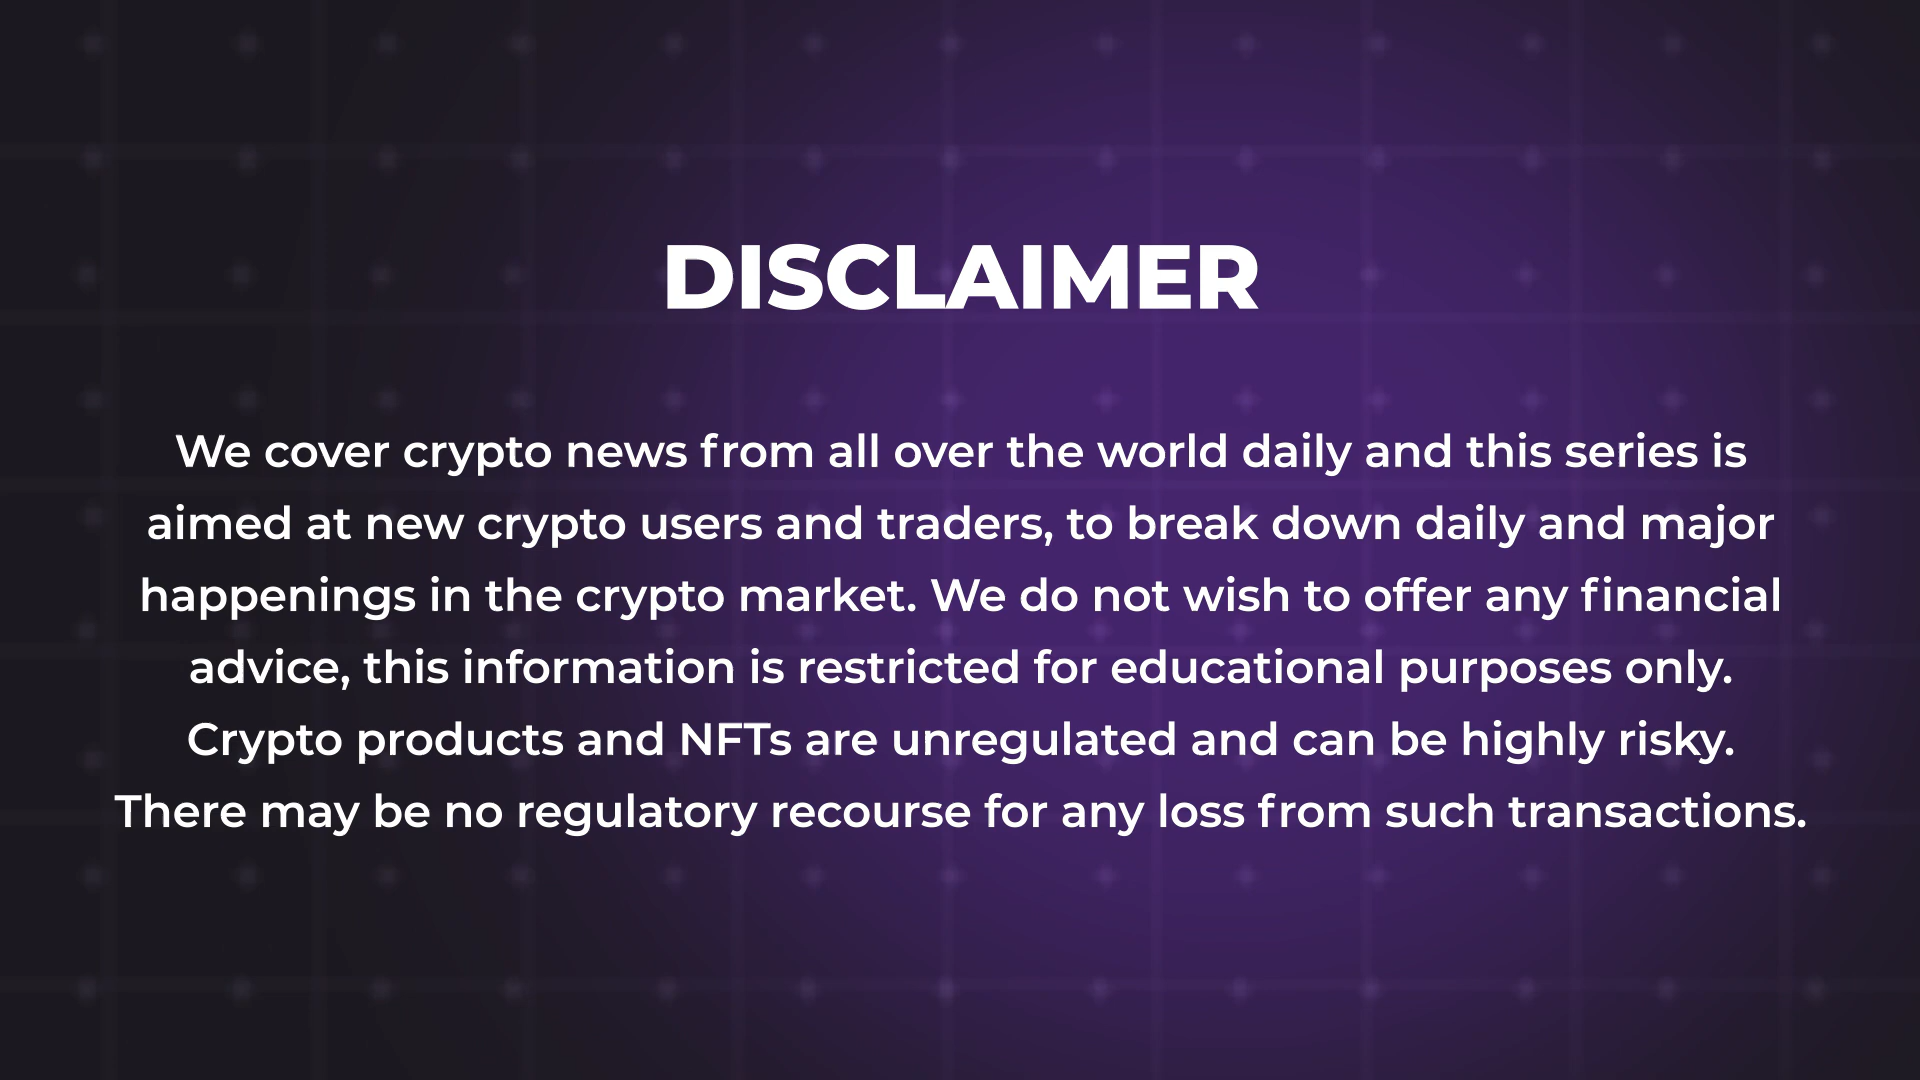 DISCLAIMER
We cover crypto news from all over the world daily and this series is
aimed at new crypto users and traders, to break down daily and major
happenings in the crypto market. We do not wish to offer any financial
advice, this information is restricted for educational purposes only.
Crypto products and NFTs are unregulated and can be highly risky.
There may be no regulatory recourse for any loss from such transactions.